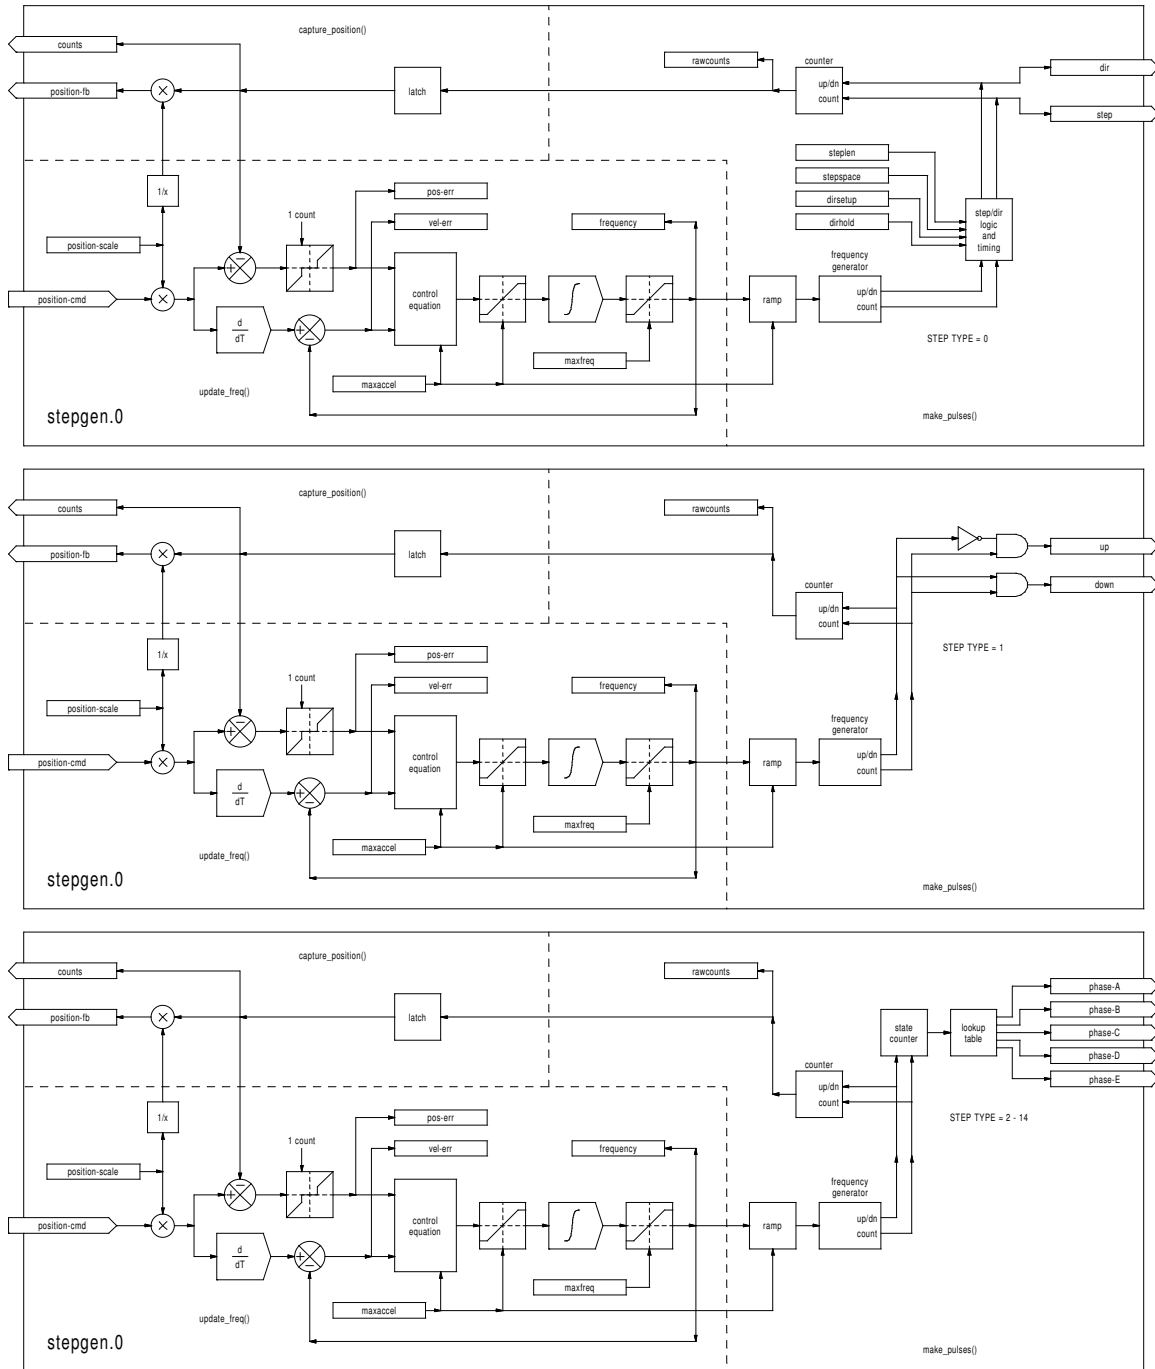 capture_position()
counts
rawcounts
counter
dir
position-fb
latch
up/dn
count
step
steplen
stepspace
dirsetup
dirhold
step/dir
logic
and
timing
1/x
pos-err
1 count
vel-err
frequency
position-scale
frequency
generator
position-cmd
control
equation
ramp
up/dn
count
d
dT
maxfreq
STEP TYPE = 0
maxaccel
update_freq()
stepgen.0
make_pulses()
capture_position()
counts
rawcounts
position-fb
latch
up
down
counter
up/dn
count
1/x
STEP TYPE = 1
pos-err
1 count
vel-err
frequency
position-scale
frequency
generator
position-cmd
control
equation
ramp
up/dn
count
d
dT
maxfreq
maxaccel
update_freq()
stepgen.0
make_pulses()
capture_position()
counts
rawcounts
phase-A
phase-B
position-fb
latch
state
counter
lookup
table
phase-C
phase-D
phase-E
counter
up/dn
count
1/x
pos-err
STEP TYPE = 2 - 14
1 count
vel-err
frequency
position-scale
frequency
generator
position-cmd
control
equation
ramp
up/dn
count
d
dT
maxfreq
maxaccel
update_freq()
stepgen.0
make_pulses()